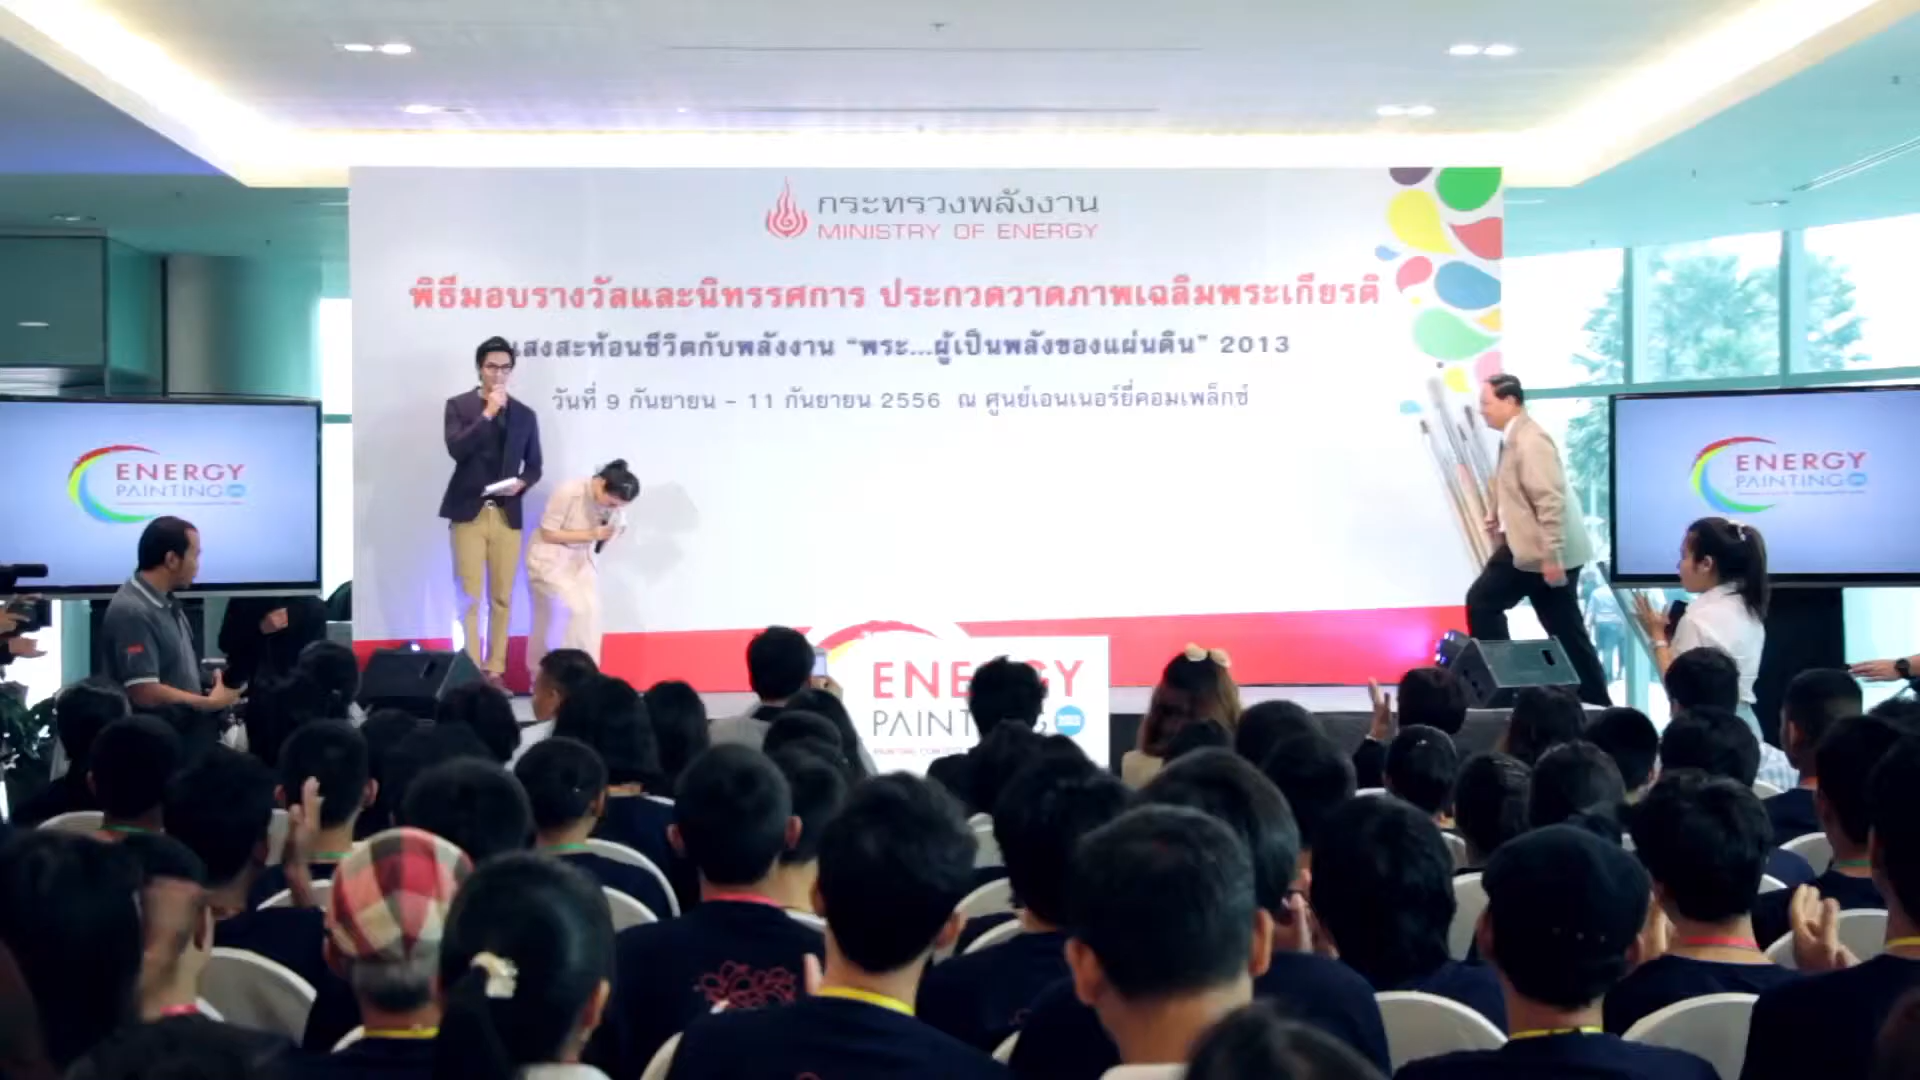 กระทรวงพลังงาน
MINISTRY OF ENERGY
พิธีมอบรางวัลและนิทรรศการ ประกวดวาดภาพเฉลิมพระเกียรติ
แสงสะท้อนชีวิตกับพลังงาน “พระ...ผู้เป็นพลังของแผ่นดิน” 2013
วันที่ 9 กันยายน - 11 กันยายน 2556 ณ ศูนย์เอนเนอร์ยี่คอมเพล็กซ์
ENERGY
PAINTING
ENERGY
PAINTING
ENERGY
PAINTING 2013